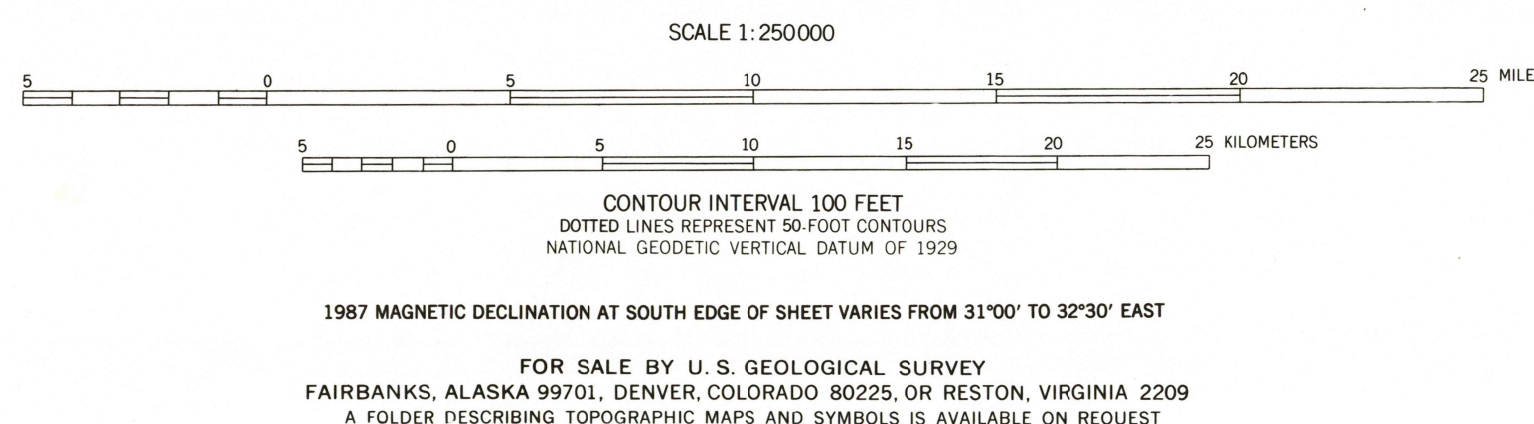 SCALE 1:250000
5 0 5 10 15 20 25 MILE
5 0 5 10 15 20 25 KILOMETERS
CONTOUR INTERVAL 100 FEET
DOTTED LINES REPRESENT 50-FOOT CONTOURS
NATIONAL GEODETIC VERTICAL DATUM OF 1929
1987 MAGNETIC DECLINATION AT SOUTH EDGE OF SHEET VARIES FROM 31°00′ TO 32°30′ EAST
FOR SALE BY U. S. GEOLOGICAL SURVEY
FAIRBANKS, ALASKA 99701, DENVER, COLORADO 80225, OR RESTON, VIRGINIA 2209
A FOLDER DESCRIBING TOPOGRAPHIC MAPS AND SYMBOLS IS AVAILABLE ON REQUEST